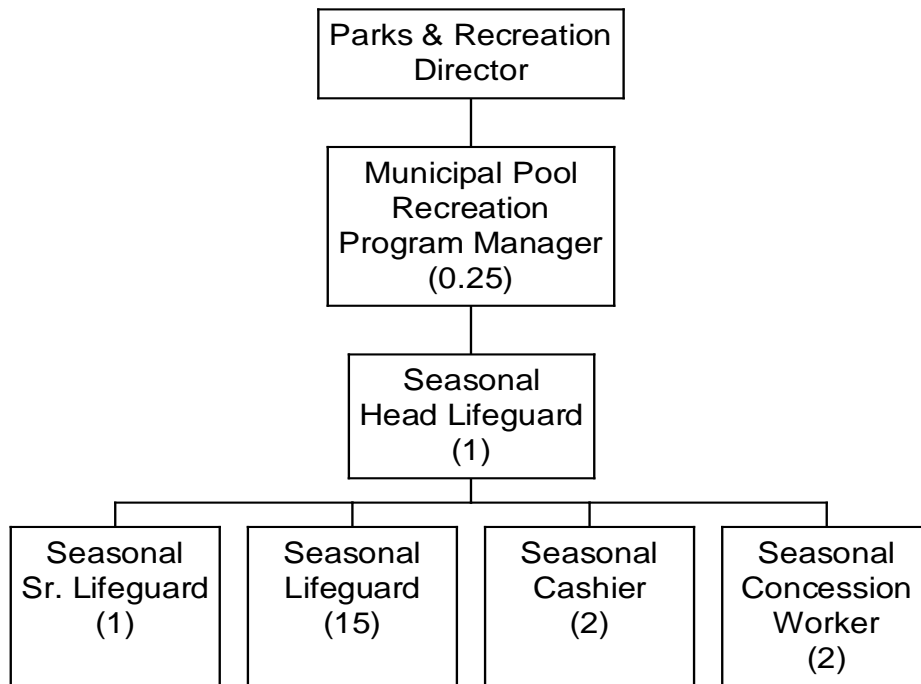 Parks & Recreation
Director
Municipal Pool
Recreation
Program Manager
(0.25)
Seasonal
Head Lifeguard
(1)
Seasonal
Sr. Lifeguard
(1)
Seasonal
Lifeguard
(15)
Seasonal
Cashier
(2)
Seasonal
Concession
Worker
(2)